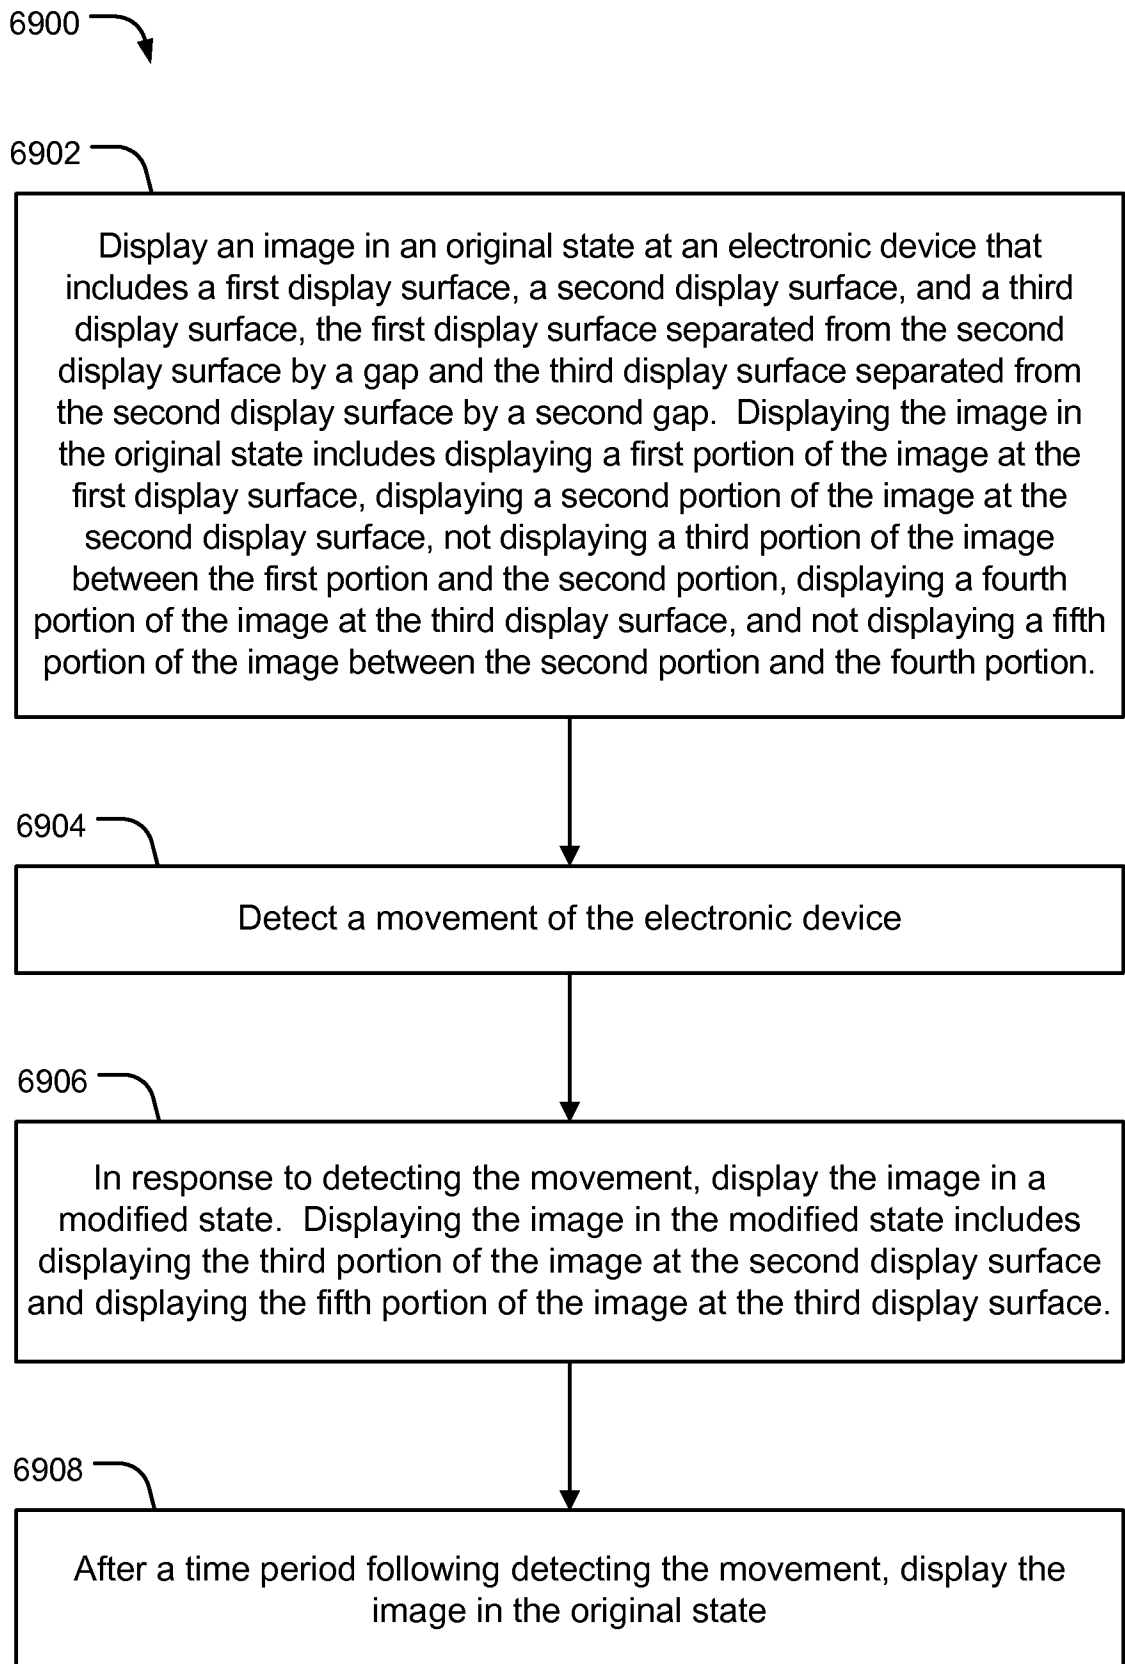 6900
6902
Display an image in an original state at an electronic device that
includes a first display surface, a second display surface, and a third
display surface, the first display surface separated from the second
display surface by a gap and the third display surface separated from
the second display surface by a second gap.  Displaying the image in
the original state includes displaying a first portion of the image at the
first display surface, displaying a second portion of the image at the
second display surface, not displaying a third portion of the image
between the first portion and the second portion, displaying a fourth
portion of the image at the third display surface, and not displaying a fifth
portion of the image between the second portion and the fourth portion.
6904
Detect a movement of the electronic device
6906
In response to detecting the movement, display the image in a
modified state.  Displaying the image in the modified state includes
displaying the third portion of the image at the second display surface
and displaying the fifth portion of the image at the third display surface.
6908
After a time period following detecting the movement, display the
image in the original state